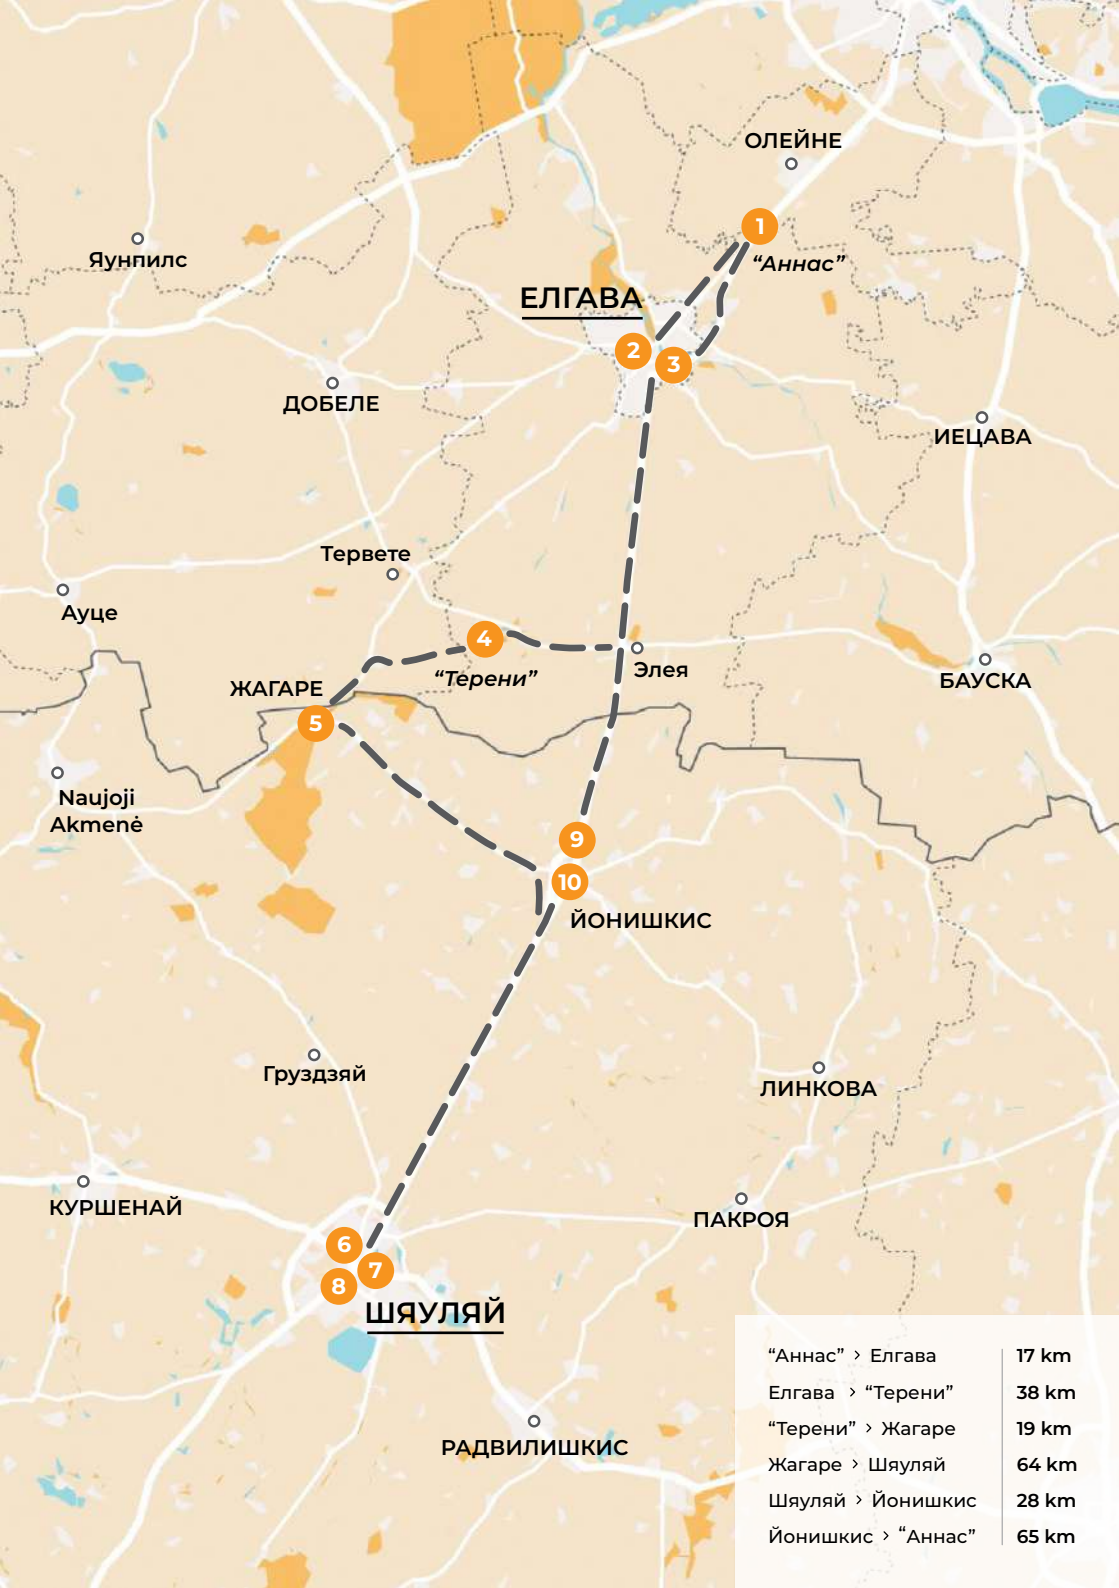 ОЛЕЙНЕ
1
“Аннас”
Яунпилс
ЕЛГАВА
2
3
ДОБЕЛЕ
ИЕЦАВА
Тервете
Ауце
4
“Терени”
Элея
БАУСКА
ЖАГАРЕ
5
Naujoji
Akmenė
9
10
ЙОНИШКИС
Груздзяй
ЛИНКОВА
КУРШЕНАЙ
ПАКРОЯ
6
7
8
ШЯУЛЯЙ
РАДВИЛИШКИС
“Аннас” › Елгава 17 km
Елгава › “Терени” 38 km
“Терени” › Жагаре 19 km
Жагаре › Шяуляй 64 km
Шяуляй › Йонишкис 28 km
Йонишкис › “Аннас” 65 km